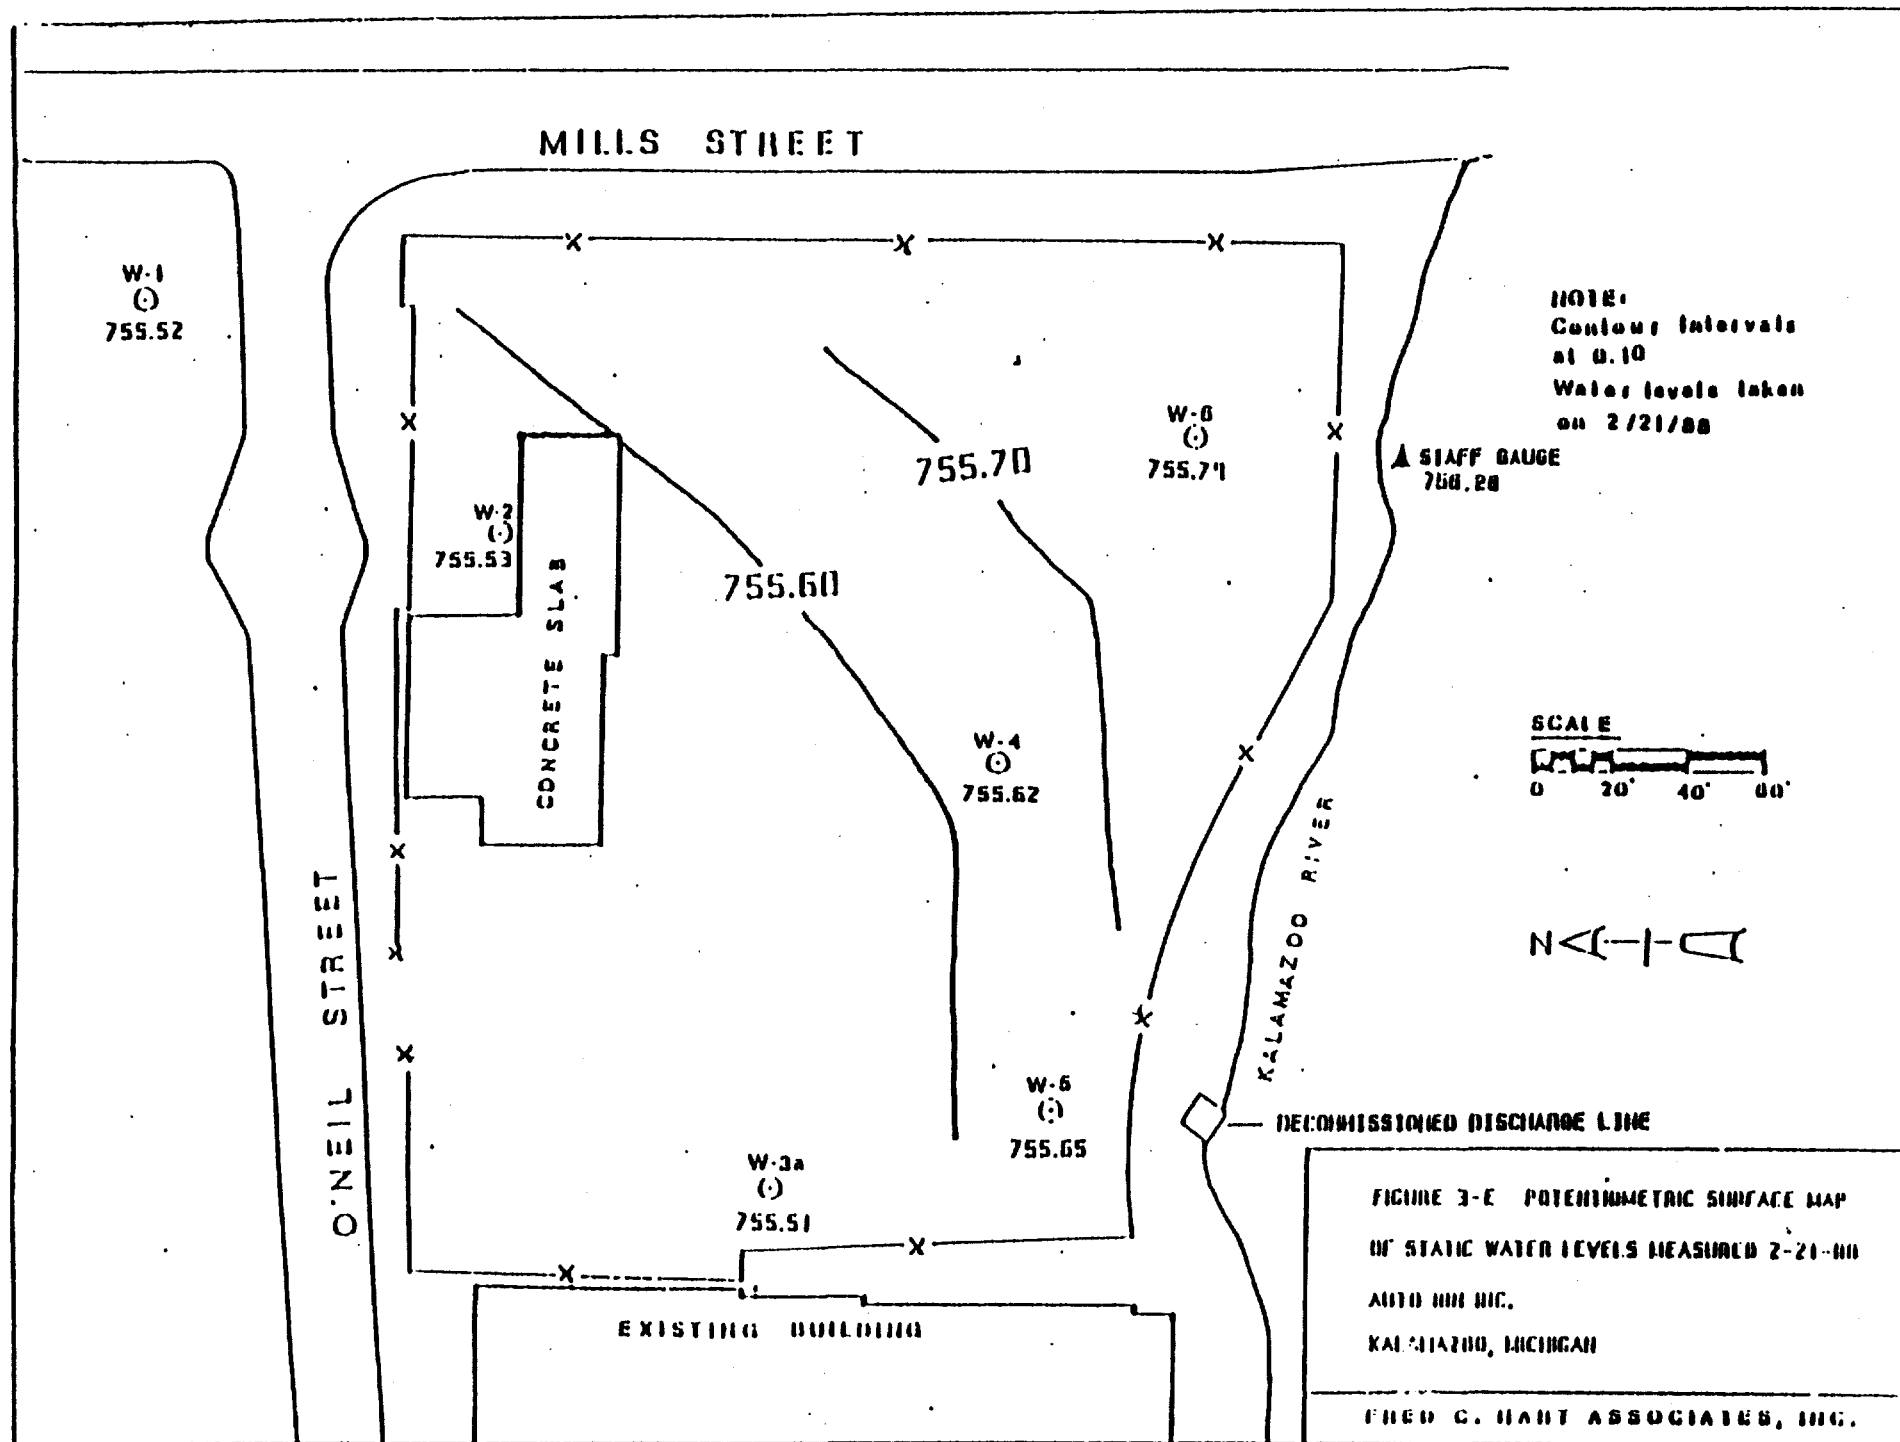 MILLS STREET
W-1
755.52
NOTE:
Contour Intervals
at 0.10
Water levels taken
on 2/21/88
W-6
STAFF GAUGE
755.70
W-2
755.53
755.60
CONCRETE SLAB
W-4
755.62
SCALE
0 20' 40' 60'
KALAMAZOO RIVER
N
O'NEIL STREET
W-5
755.65
DECOMMISSIONED DISCHARGE LINE
W-3a
755.51
EXISTING BUILDING
FIGURE 3-E POTENTIOMETRIC SURFACE MAP
OF STATIC WATER LEVELS MEASURED 2-21-88
KALAMAZOO, MICHIGAN
FRED C. HART ASSOCIATES, INC.